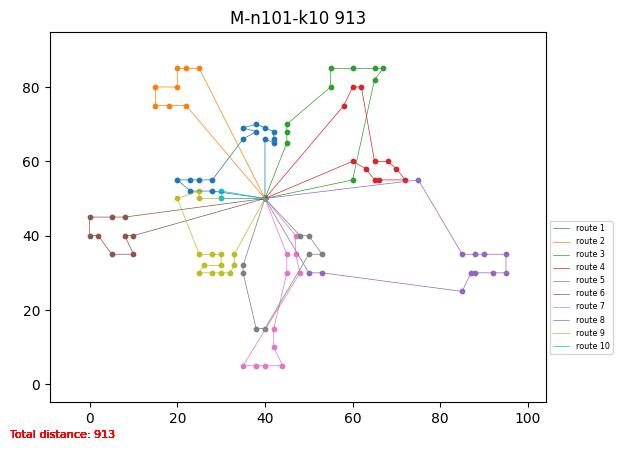 M-n101-k10 913
80
60
40
20
0
0 20 40 60 80 100
route 1
route 2
route 3
route 4
route 5
route 6
route 7
route 8
route 9
route 10
Total distance: 913